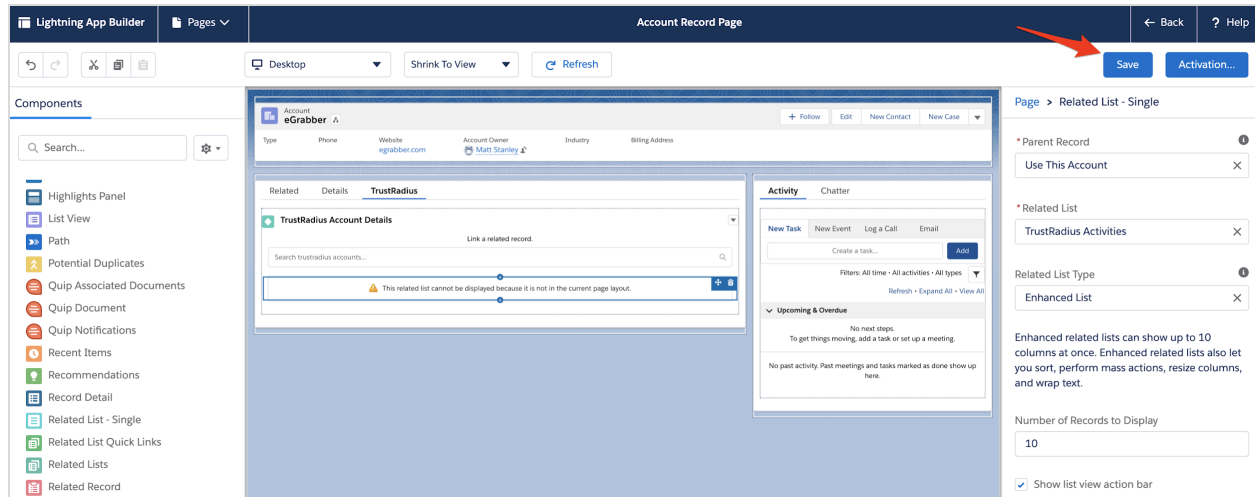 Lightning App Builder
Pages
Account Record Page
Back
? Help
Desktop
Shrink To View
Refresh
Save
Activation...
Components
Search...
Highlights Panel
List View
Path
Potential Duplicates
Quip Associated Documents
Quip Document
Quip Notifications
Recent Items
Recommendations
Record Detail
Related List - Single
Related List Quick Links
Related Lists
Related Record
Account
eGrabber
+ Follow
Edit
New Contact
New Case
Type
Phone
Website
Account Owner
Industry
Billing Address
egrabber.com
Matt Stanley
Related
Details
TrustRadius
TrustRadius Account Details
Link a related record.
Search trustradius accounts...
This related list cannot be displayed because it is not in the current page layout.
Activity
Chatter
New Task
New Event
Log a Call
Email
Create a task...
Add
Filters: All time • All activities • All types
Refresh • Expand All • View All
Upcoming & Overdue
No next steps.
To get things moving, add a task or set up a meeting.
No past activity. Past meetings and tasks marked as done show up
here.
Page > Related List - Single
*Parent Record
Use This Account
*Related List
TrustRadius Activities
Related List Type
Enhanced List
Enhanced related lists can show up to 10
columns at once. Enhanced related lists also let
you sort, perform mass actions, resize columns,
and wrap text.
Number of Records to Display
10
Show list view action bar